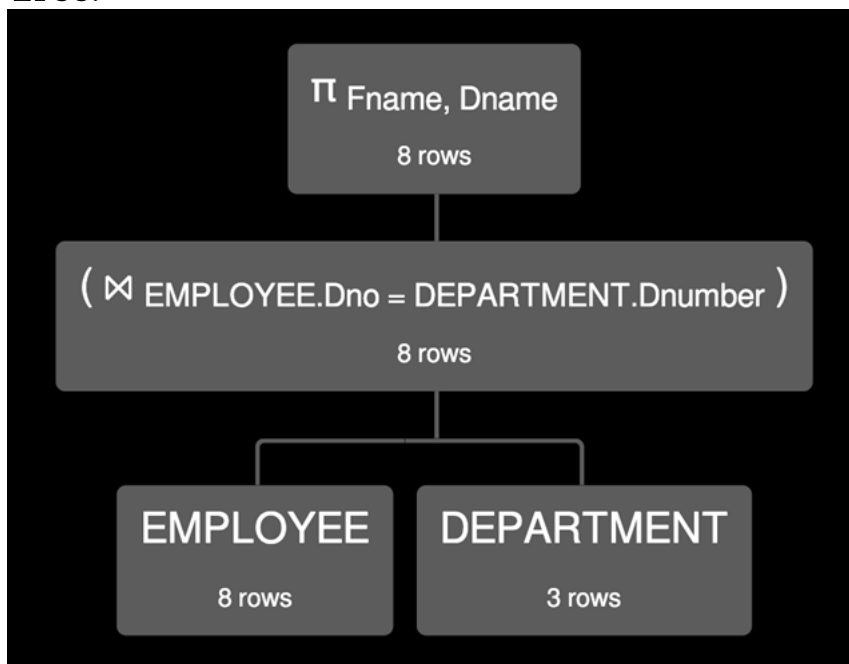 π Fname, Dname
8 rows
( ⋈ EMPLOYEE.Dno = DEPARTMENT.Dnumber )
8 rows
EMPLOYEE
8 rows
DEPARTMENT
3 rows